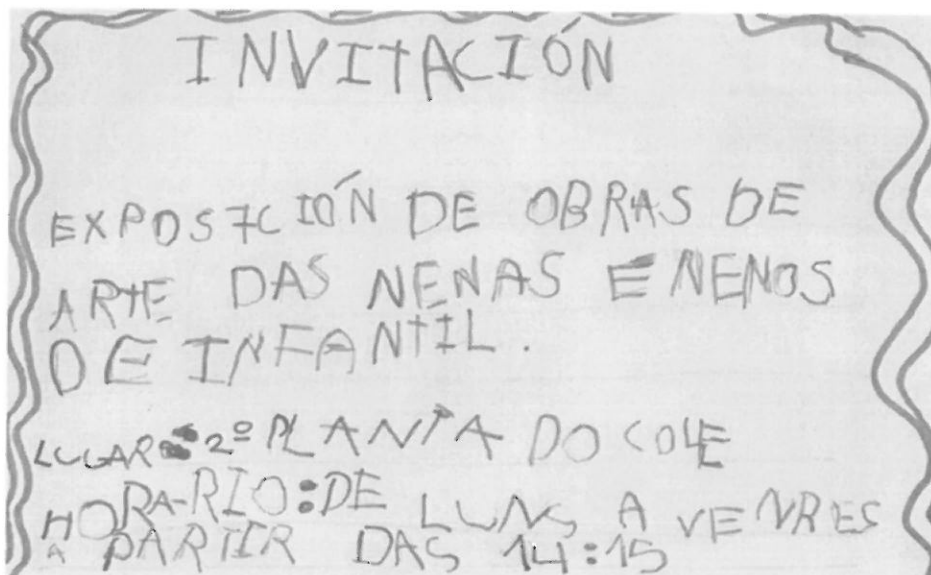 INVITACIÓN
EXPOSICIÓN DE OBRAS DE
ARTE DAS NENAS E NENOS
DE INFANTIL.
LUGAR: 2º PLANTA DO COLE
HORA-RIO: DE LUNS A VENRES
A PARTIR DAS 14:15